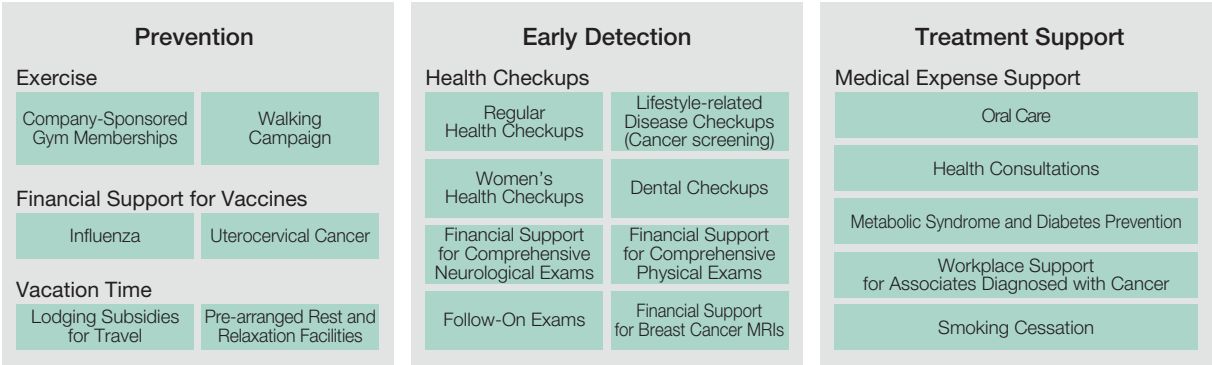 Prevention
Exercise
Company-Sponsored
Gym Memberships
Walking
Campaign
Financial Support for Vaccines
Influenza
Uterocervical Cancer
Vacation Time
Lodging Subsidies
for Travel
Pre-arranged Rest and
Relaxation Facilities
Early Detection
Health Checkups
Regular
Health Checkups
Lifestyle-related
Disease Checkups
(Cancer screening)
Women's
Health Checkups
Dental Checkups
Financial Support
for Comprehensive
Neurological Exams
Financial Support
for Comprehensive
Physical Exams
Follow-On Exams
Financial Support
for Breast Cancer MRIs
Treatment Support
Medical Expense Support
Oral Care
Health Consultations
Metabolic Syndrome and Diabetes Prevention
Workplace Support
for Associates Diagnosed with Cancer
Smoking Cessation